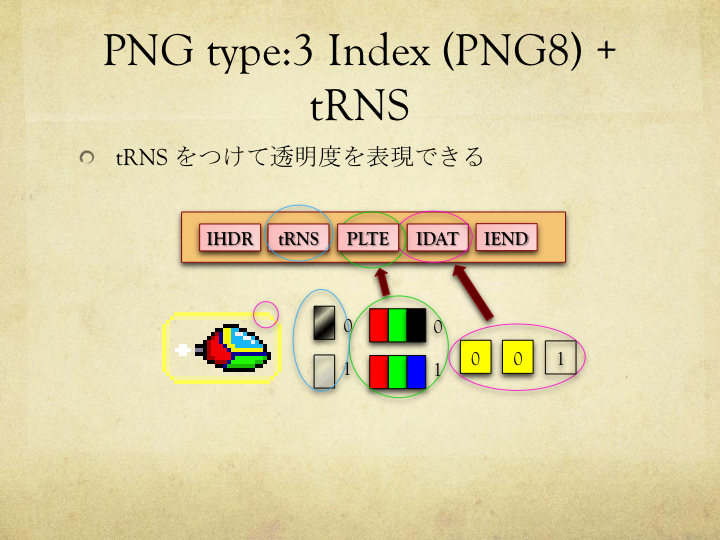 PNG type:3 Index (PNG8) +
tRNS
tRNS をつけて透明度を表現できる
IHDR tRNS PLTE IDAT IEND
0 0
0 0 1
1 1